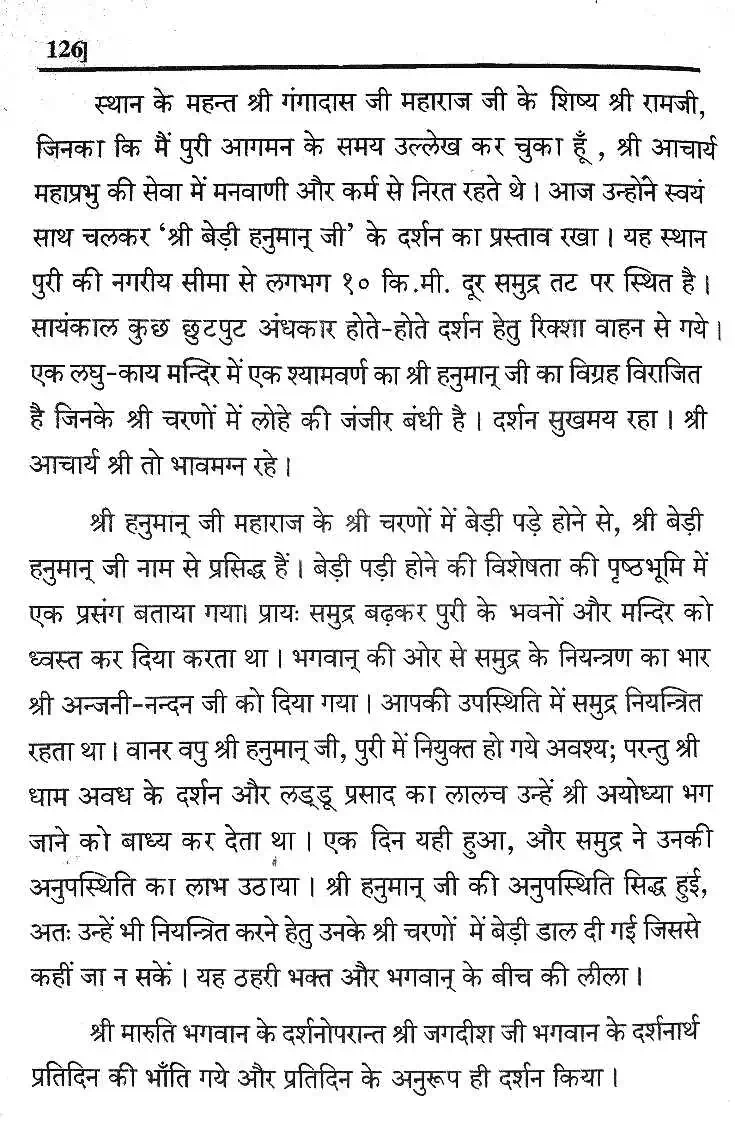 126]
स्थान के महन्त श्री गंगादास जी महाराज जी के शिष्य श्री रामजी,
जिनका कि मैं पुरी आगमन के समय उल्लेख कर चुका हूँ , श्री आचार्य
महाप्रभु की सेवा में मनवाणी और कर्म से निरत रहते थे । आज उन्होंने स्वयं
साथ चलकर ‘श्री बेड़ी हनुमान् जी’ के दर्शन का प्रस्ताव रखा । यह स्थान
पुरी की नगरीय सीमा से लगभग १० कि.मी. दूर समुद्र तट पर स्थित है ।
सायंकाल कुछ छुटपुट अंधकार होते-होते दर्शन हेतु रिक्शा वाहन से गये ।
एक लघु-काय मन्दिर में एक श्यामवर्ण का श्री हनुमान् जी का विग्रह विराजित
है जिनके श्री चरणों में लोहे की जंजीर बंधी है । दर्शन सुखमय रहा । श्री
आचार्य श्री तो भावमग्न रहे ।
श्री हनुमान् जी महाराज के श्री चरणों में बेड़ी पड़े होने से, श्री बेड़ी
हनुमान् जी नाम से प्रसिद्ध हैं । बेड़ी पड़ी होने की विशेषता की पृष्ठभूमि में
एक प्रसंग बताया गया। प्रायः समुद्र बढ़कर पुरी के भवनों और मन्दिर को
ध्वस्त कर दिया करता था । भगवान् की ओर से समुद्र के नियन्त्रण का भार
श्री अन्जनी-नन्दन जी को दिया गया । आपकी उपस्थिति में समुद्र नियन्त्रित
रहता था । वानर वपु श्री हनुमान् जी, पुरी में नियुक्त हो गये अवश्य; परन्तु श्री
धाम अवध के दर्शन और लड्डू प्रसाद का लालच उन्हें श्री अयोध्या भग
जाने को बाध्य कर देता था । एक दिन यही हुआ, और समुद्र ने उनकी
अनुपस्थिति का लाभ उठाया । श्री हनुमान् जी की अनुपस्थिति सिद्ध हुई,
अतः उन्हें भी नियन्त्रित करने हेतु उनके श्री चरणों में बेड़ी डाल दी गई जिससे
कहीं जा न सकें । यह ठहरी भक्त और भगवान् के बीच की लीला ।
श्री मारुति भगवान के दर्शनोपरान्त श्री जगदीश जी भगवान के दर्शनार्थ
प्रतिदिन की भाँति गये और प्रतिदिन के अनुरूप ही दर्शन किया ।